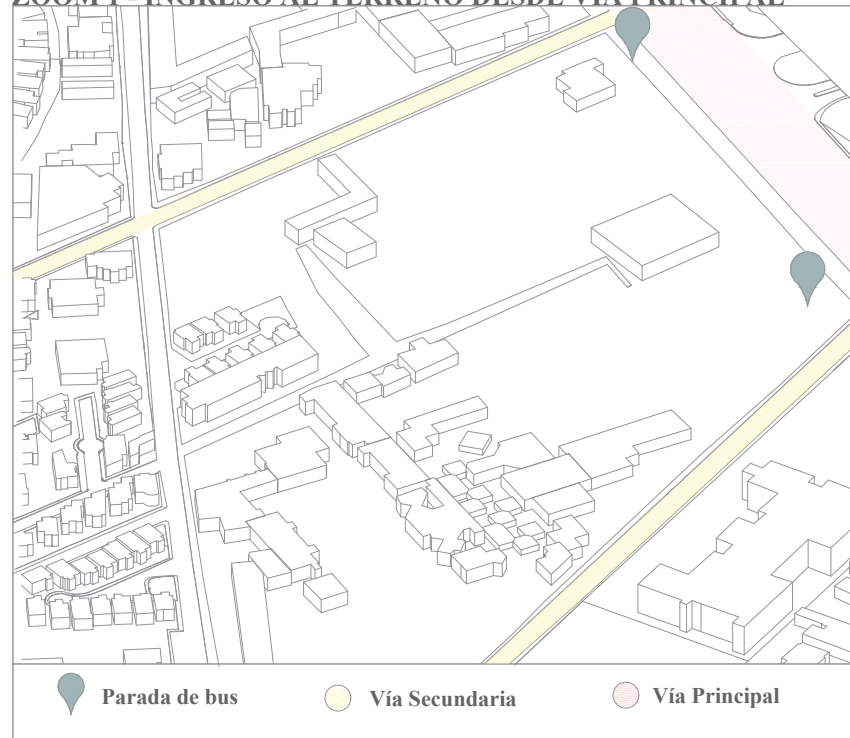 ZOOM 1 - INGRESO AL TERRENO DESDE VÍA PRINCIPAL
Parada de bus
Vía Secundaria
Vía Principal